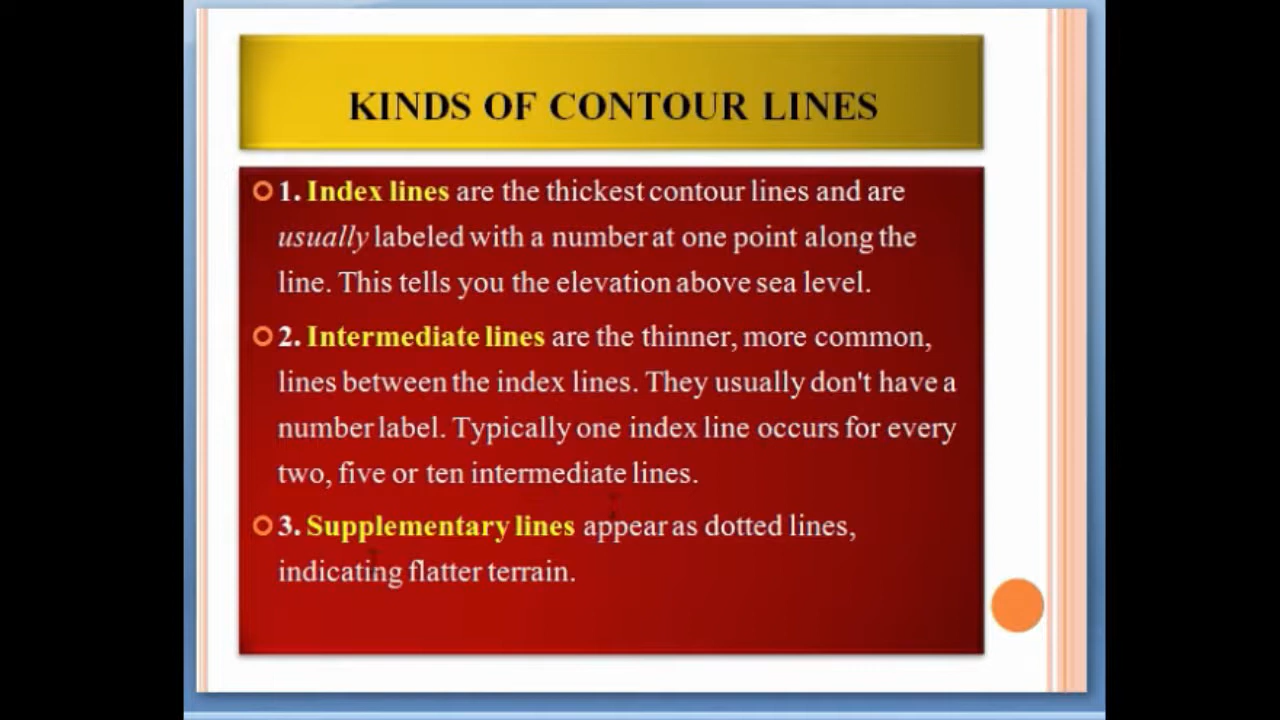 KINDS OF CONTOUR LINES
1. Index lines are the thickest contour lines and are
usually labeled with a number at one point along the
line. This tells you the elevation above sea level.
2. Intermediate lines are the thinner, more common,
lines between the index lines. They usually don't have a
number label. Typically one index line occurs for every
two, five or ten intermediate lines.
3. Supplementary lines appear as dotted lines,
indicating flatter terrain.